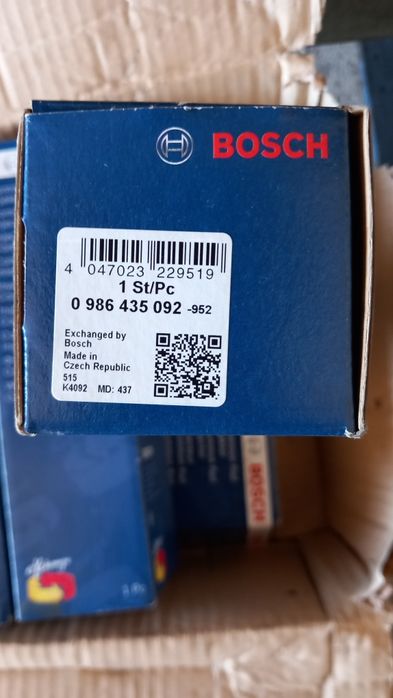 BOSCH
4 047023 229519
1 St/Pc
0 986 435 092 -952
Exchanged by
Bosch
Made in
Czech Republic
515
K4092 MD: 437
BOSCH